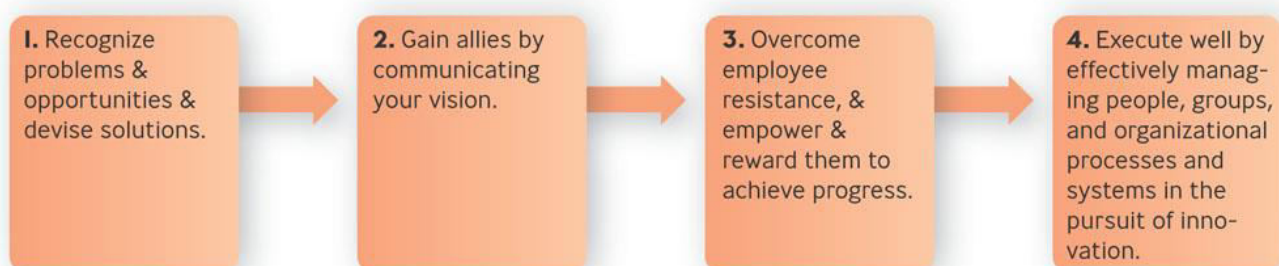 1. Recognize
problems &
opportunities &
devise solutions.
2. Gain allies by
communicating
your vision.
3. Overcome
employee
resistance, &
empower &
reward them to
achieve progress.
4. Execute well by
effectively manag-
ing people, groups,
and organizational
processes and
systems in the
pursuit of inno-
vation.